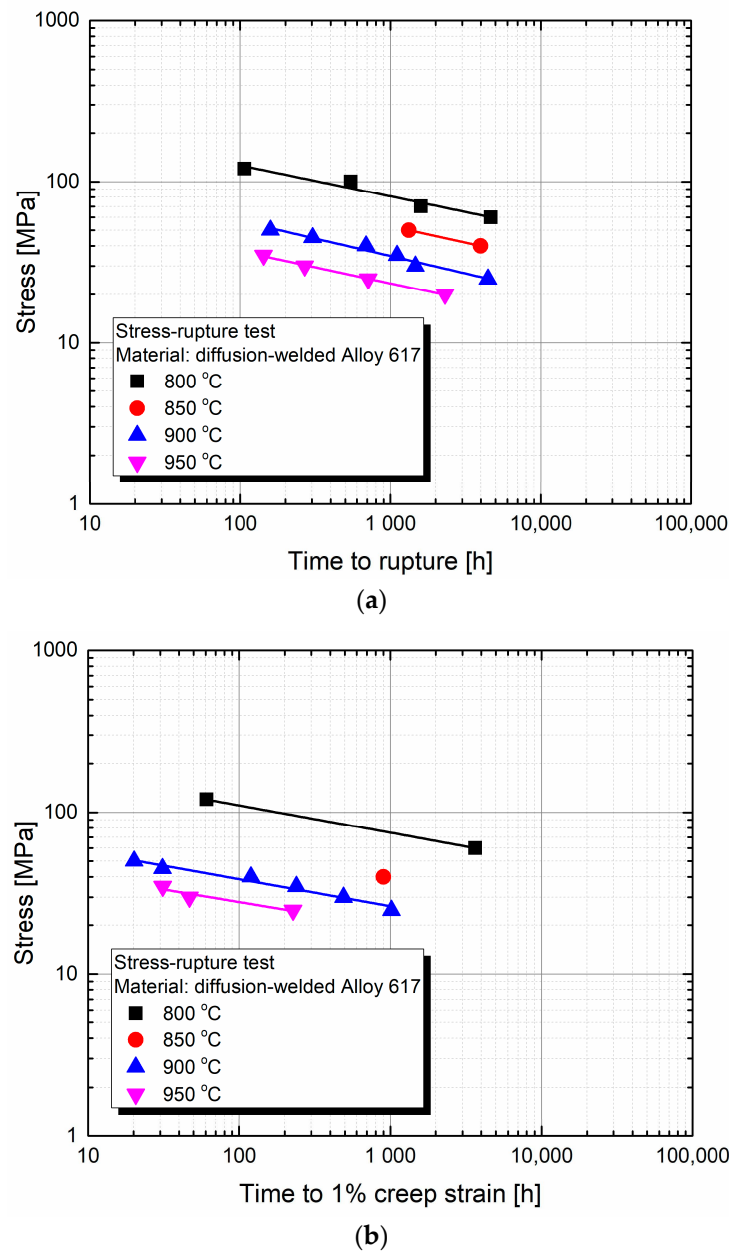 1000
100
10
1
Stress [MPa]
Stress-rupture test
Material: diffusion-welded Alloy 617
800 °C
850 °C
900 °C
950 °C
10 100 1 000 10,000 100,000
Time to rupture [h]
(a)
1000
100
10
1
Stress [MPa]
Stress-rupture test
Material: diffusion-welded Alloy 617
800 °C
850 °C
900 °C
950 °C
10 100 1 000 10,000 100,000
Time to 1% creep strain [h]
(b)